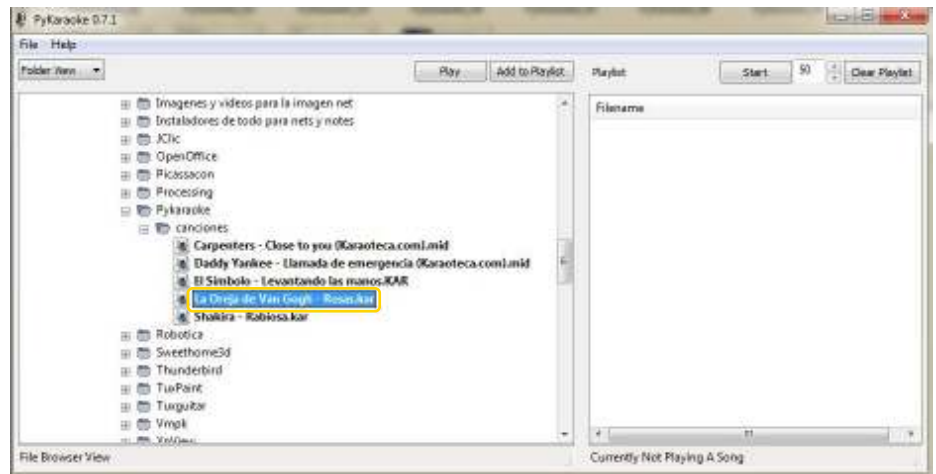 PyKaraoke 0.7.1
File Help
Folder View
Play
Add to Playlist
Playlist
Start
50
Clear Playlist
Imagenes y videos para la imagen net
Instaladores de todo para nets y notes
JClic
OpenOffice
Picassacon
Processing
Pykaraoke
canciones
Carpenters - Close to you (Karaoteca.com).mid
Daddy Yankee - Llamada de emergencia (Karaoteca.com).mid
El Simbolo - Levantando las manos.KAR
La Oreja de Van Gogh - Rosas.kar
Shakira - Rabiosa.kar
Robotica
Sweethome3d
Thunderbird
TuxPaint
Tuxguitar
Vmpk
Filename
File Browser View
Currently Not Playing A Song